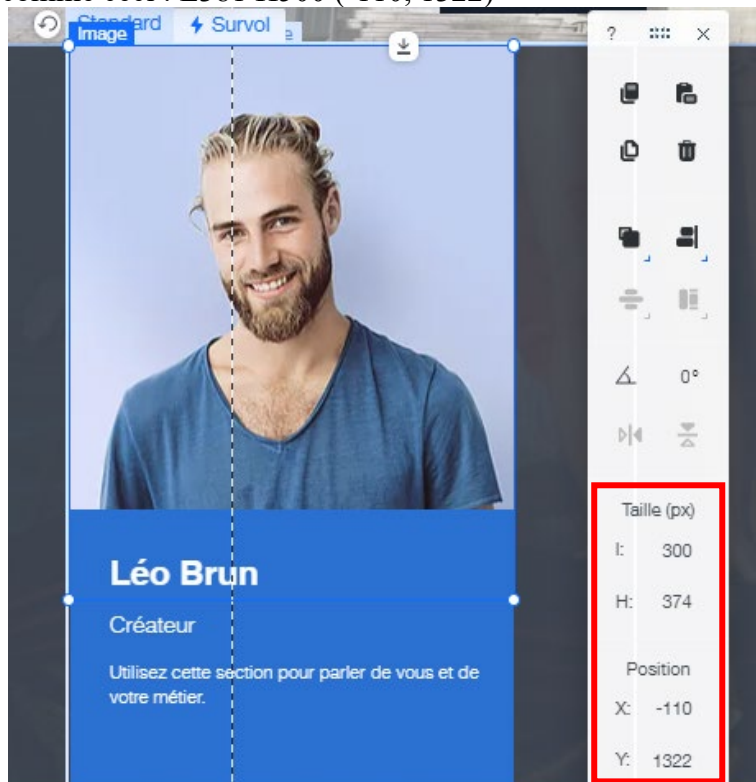 Standard
Survol
Image
?
0°
Taille (px)
l: 300
H: 374
Position
X: -110
Y: 1322
Léo Brun
Créateur
Utilisez cette section pour parler de vous et de
votre métier.